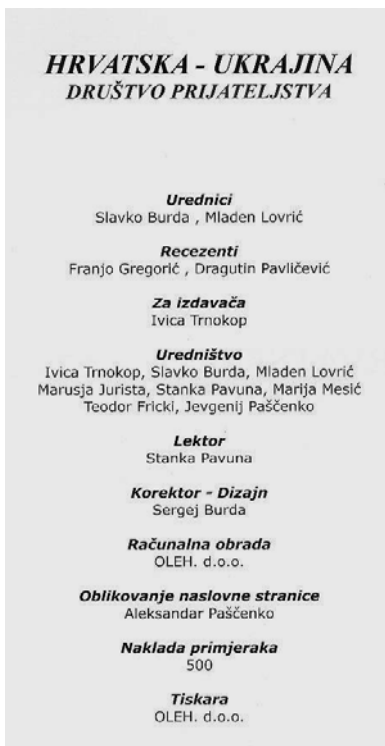 HRVATSKA - UKRAJINA
DRUŠTVO PRIJATELJSTVA
Urednici
Slavko Burda , Mladen Lovrić
Recezenti
Franjo Gregorić , Dragutin Pavličević
Za izdavača
Ivica Trnokop
Uredništvo
Ivica Trnokop, Slavko Burda, Mladen Lovrić
Marusja Jurista, Stanka Pavuna, Marija Mesić
Teodor Fricki, Jevgenij Paščenko
Lektor
Stanka Pavuna
Korektor - Dizajn
Sergej Burda
Računalna obrada
OLEH. d.o.o.
Oblikovanje naslovne stranice
Aleksandar Paščenko
Naklada primjeraka
500
Tiskara
OLEH. d.o.o.